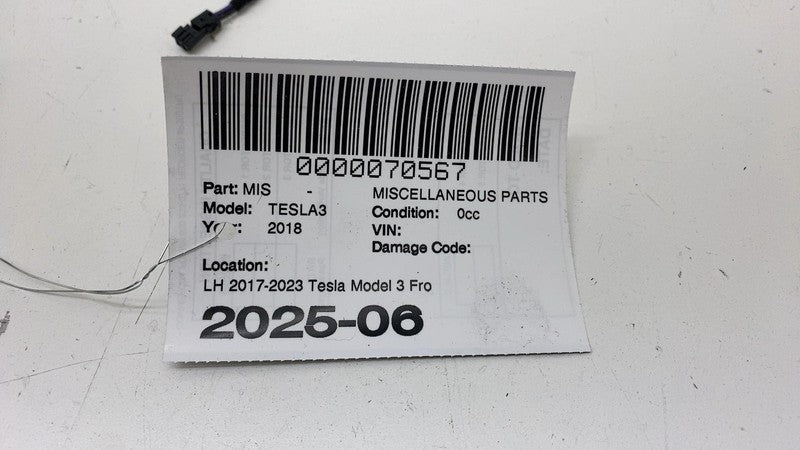 0000070567
Part: MIS - MISCELLANEOUS PARTS
Model: TESLA3 Condition: 0cc
Year: 2018 VIN:
Damage Code:
Location:
LH 2017-2023 Tesla Model 3 Fro
2025-06